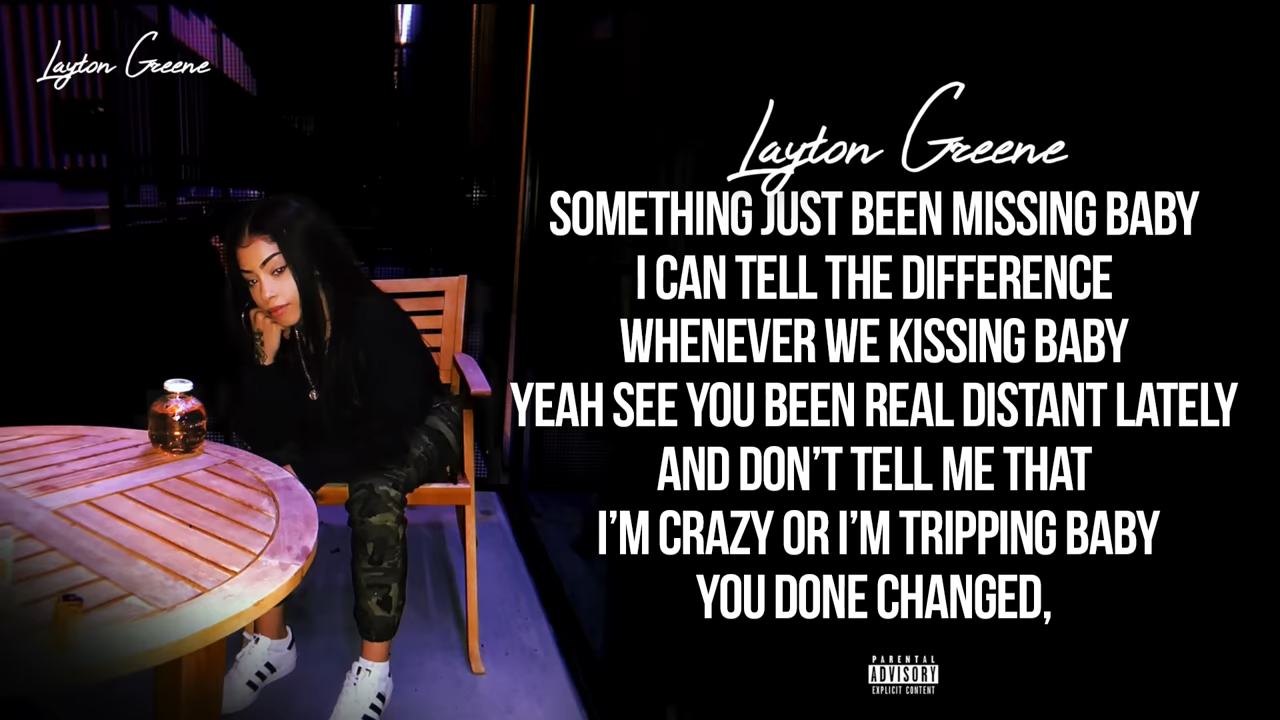 Layton Greene
Layton Greene
SOMETHING JUST BEEN MISSING BABY
I CAN TELL THE DIFFERENCE
WHENEVER WE KISSING BABY
YEAH SEE YOU BEEN REAL DISTANT LATELY
AND DON'T TELL ME THAT
I'M CRAZY OR I'M TRIPPING BABY
YOU DONE CHANGED,
PARENTAL
ADVISORY
EXPLICIT CONTENT